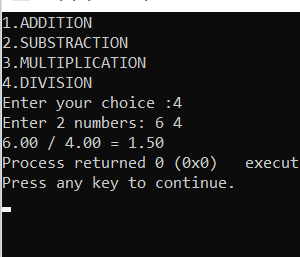 1.ADDITION
2.SUBSTRACTION
3.MULTIPLICATION
4.DIVISION
Enter your choice :4
Enter 2 numbers: 6 4
6.00 / 4.00 = 1.50
Process returned 0 (0x0)   execut
Press any key to continue.